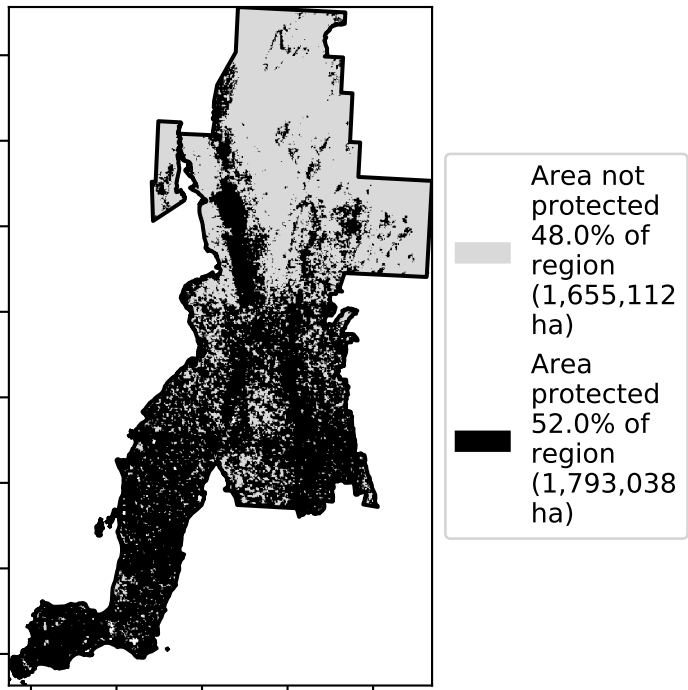 Area not
protected
48.0% of
region
(1,655,112
ha)
Area
protected
52.0% of
region
(1,793,038
ha)